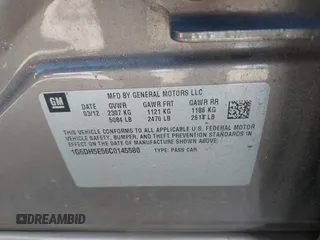 GM
MFD BY GENERAL MOTORS LLC
03/12 GVWR GAWR FRT GAWR RR
2307 KG 1121 KG 1186 KG
5084 LB 2470 LB 2614 LB
THIS VEHICLE CONFORMS TO ALL APPLICABLE U.S. FEDERAL MOTOR
VEHICLE SAFETY, BUMPER, AND THEFT PREVENTION STANDARDS
IN EFFECT ON THE DATE OF MANUFACTURE SHOWN ABOVE.
TYPE: PASS CAR
DREAMBID